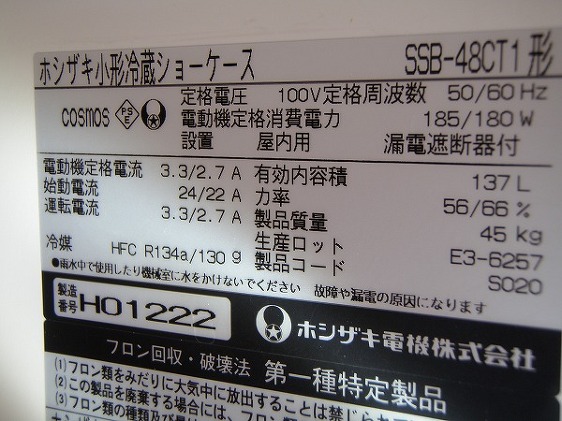 ホシザキ小形冷蔵ショーケース SSB-48CT1形
cosmos PSE 定格電圧 100V 定格周波数 50/60 Hz
電動機定格消費電力 185/180 W
設置 屋内用 漏電遮断器付
電動機定格電流 3.3/2.7 A
始動電流 24/22 A
運転電流 3.3/2.7 A
冷媒 HFC R134a/130 g
有効内容積 137 L
力率 56/66 %
製品質量 45 kg
生産ロット E3-6257
製品コード S020
●雨水中で使用したり機械室に水をかけないでください 故障や漏電の原因になります
製造番号 H01222
ホシザキ電機株式会社
フロン回収・破壊法 第一種特定製品
(1)フロン類をみだりに大気中に放出することは禁じられて
(2)この製品を廃棄する場合には、フロン類
(3)フロン類の種類及び数量